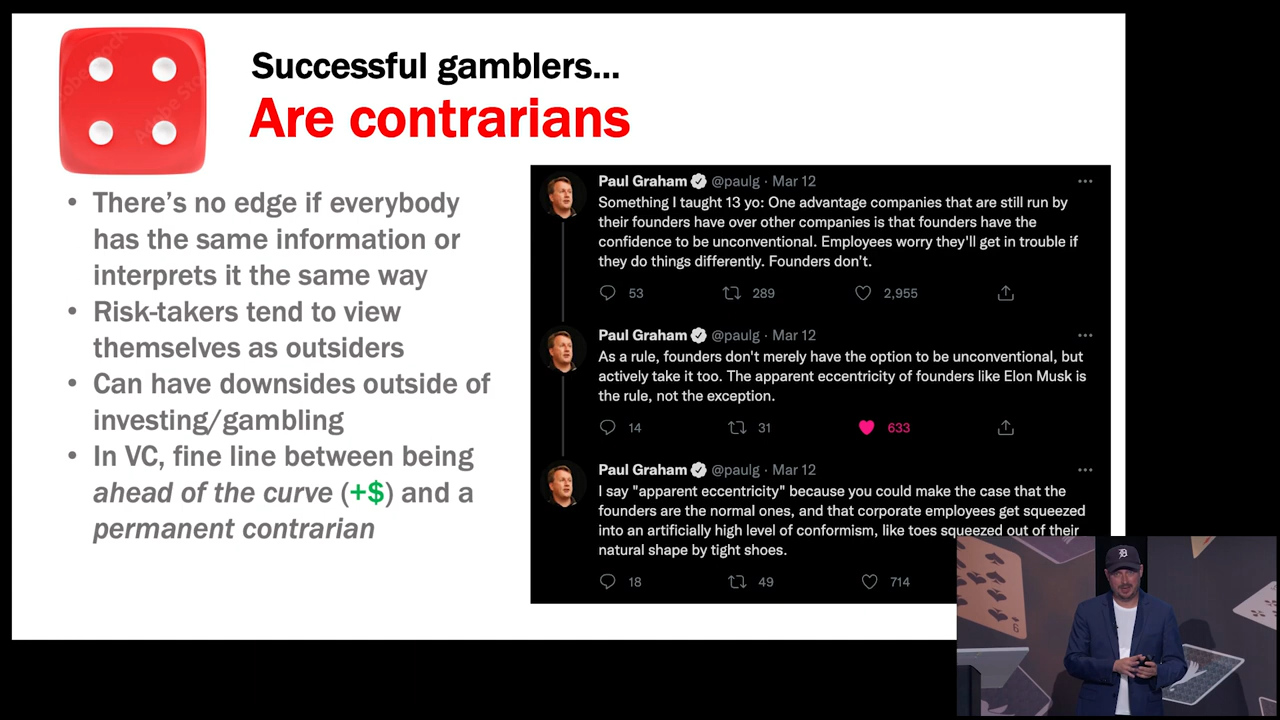 Successful gamblers...
Are contrarians
• There's no edge if everybody
has the same information or
interprets it the same way
• Risk-takers tend to view
themselves as outsiders
• Can have downsides outside of
investing/gambling
• In VC, fine line between being
ahead of the curve (+$) and a
permanent contrarian
Paul Graham @paulg · Mar 12
Something I taught 13 yo: One advantage companies that are still run by
their founders have over other companies is that founders have the
confidence to be unconventional. Employees worry they'll get in trouble if
they do things differently. Founders don't.
53 289 2,955
Paul Graham @paulg · Mar 12
As a rule, founders don't merely have the option to be unconventional, but
actively take it too. The apparent eccentricity of founders like Elon Musk is
the rule, not the exception.
14 31 633
Paul Graham @paulg · Mar 12
I say "apparent eccentricity" because you could make the case that the
founders are the normal ones, and that corporate employees get squeezed
into an artificially high level of conformism, like toes squeezed out of their
natural shape by tight shoes.
18 49 714